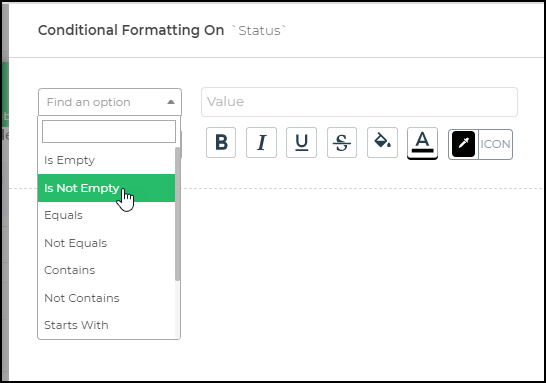 Conditional Formatting On `Status`
Find an option
Value
B I U S A ICON
Is Empty
Is Not Empty
Equals
Not Equals
Contains
Not Contains
Starts With